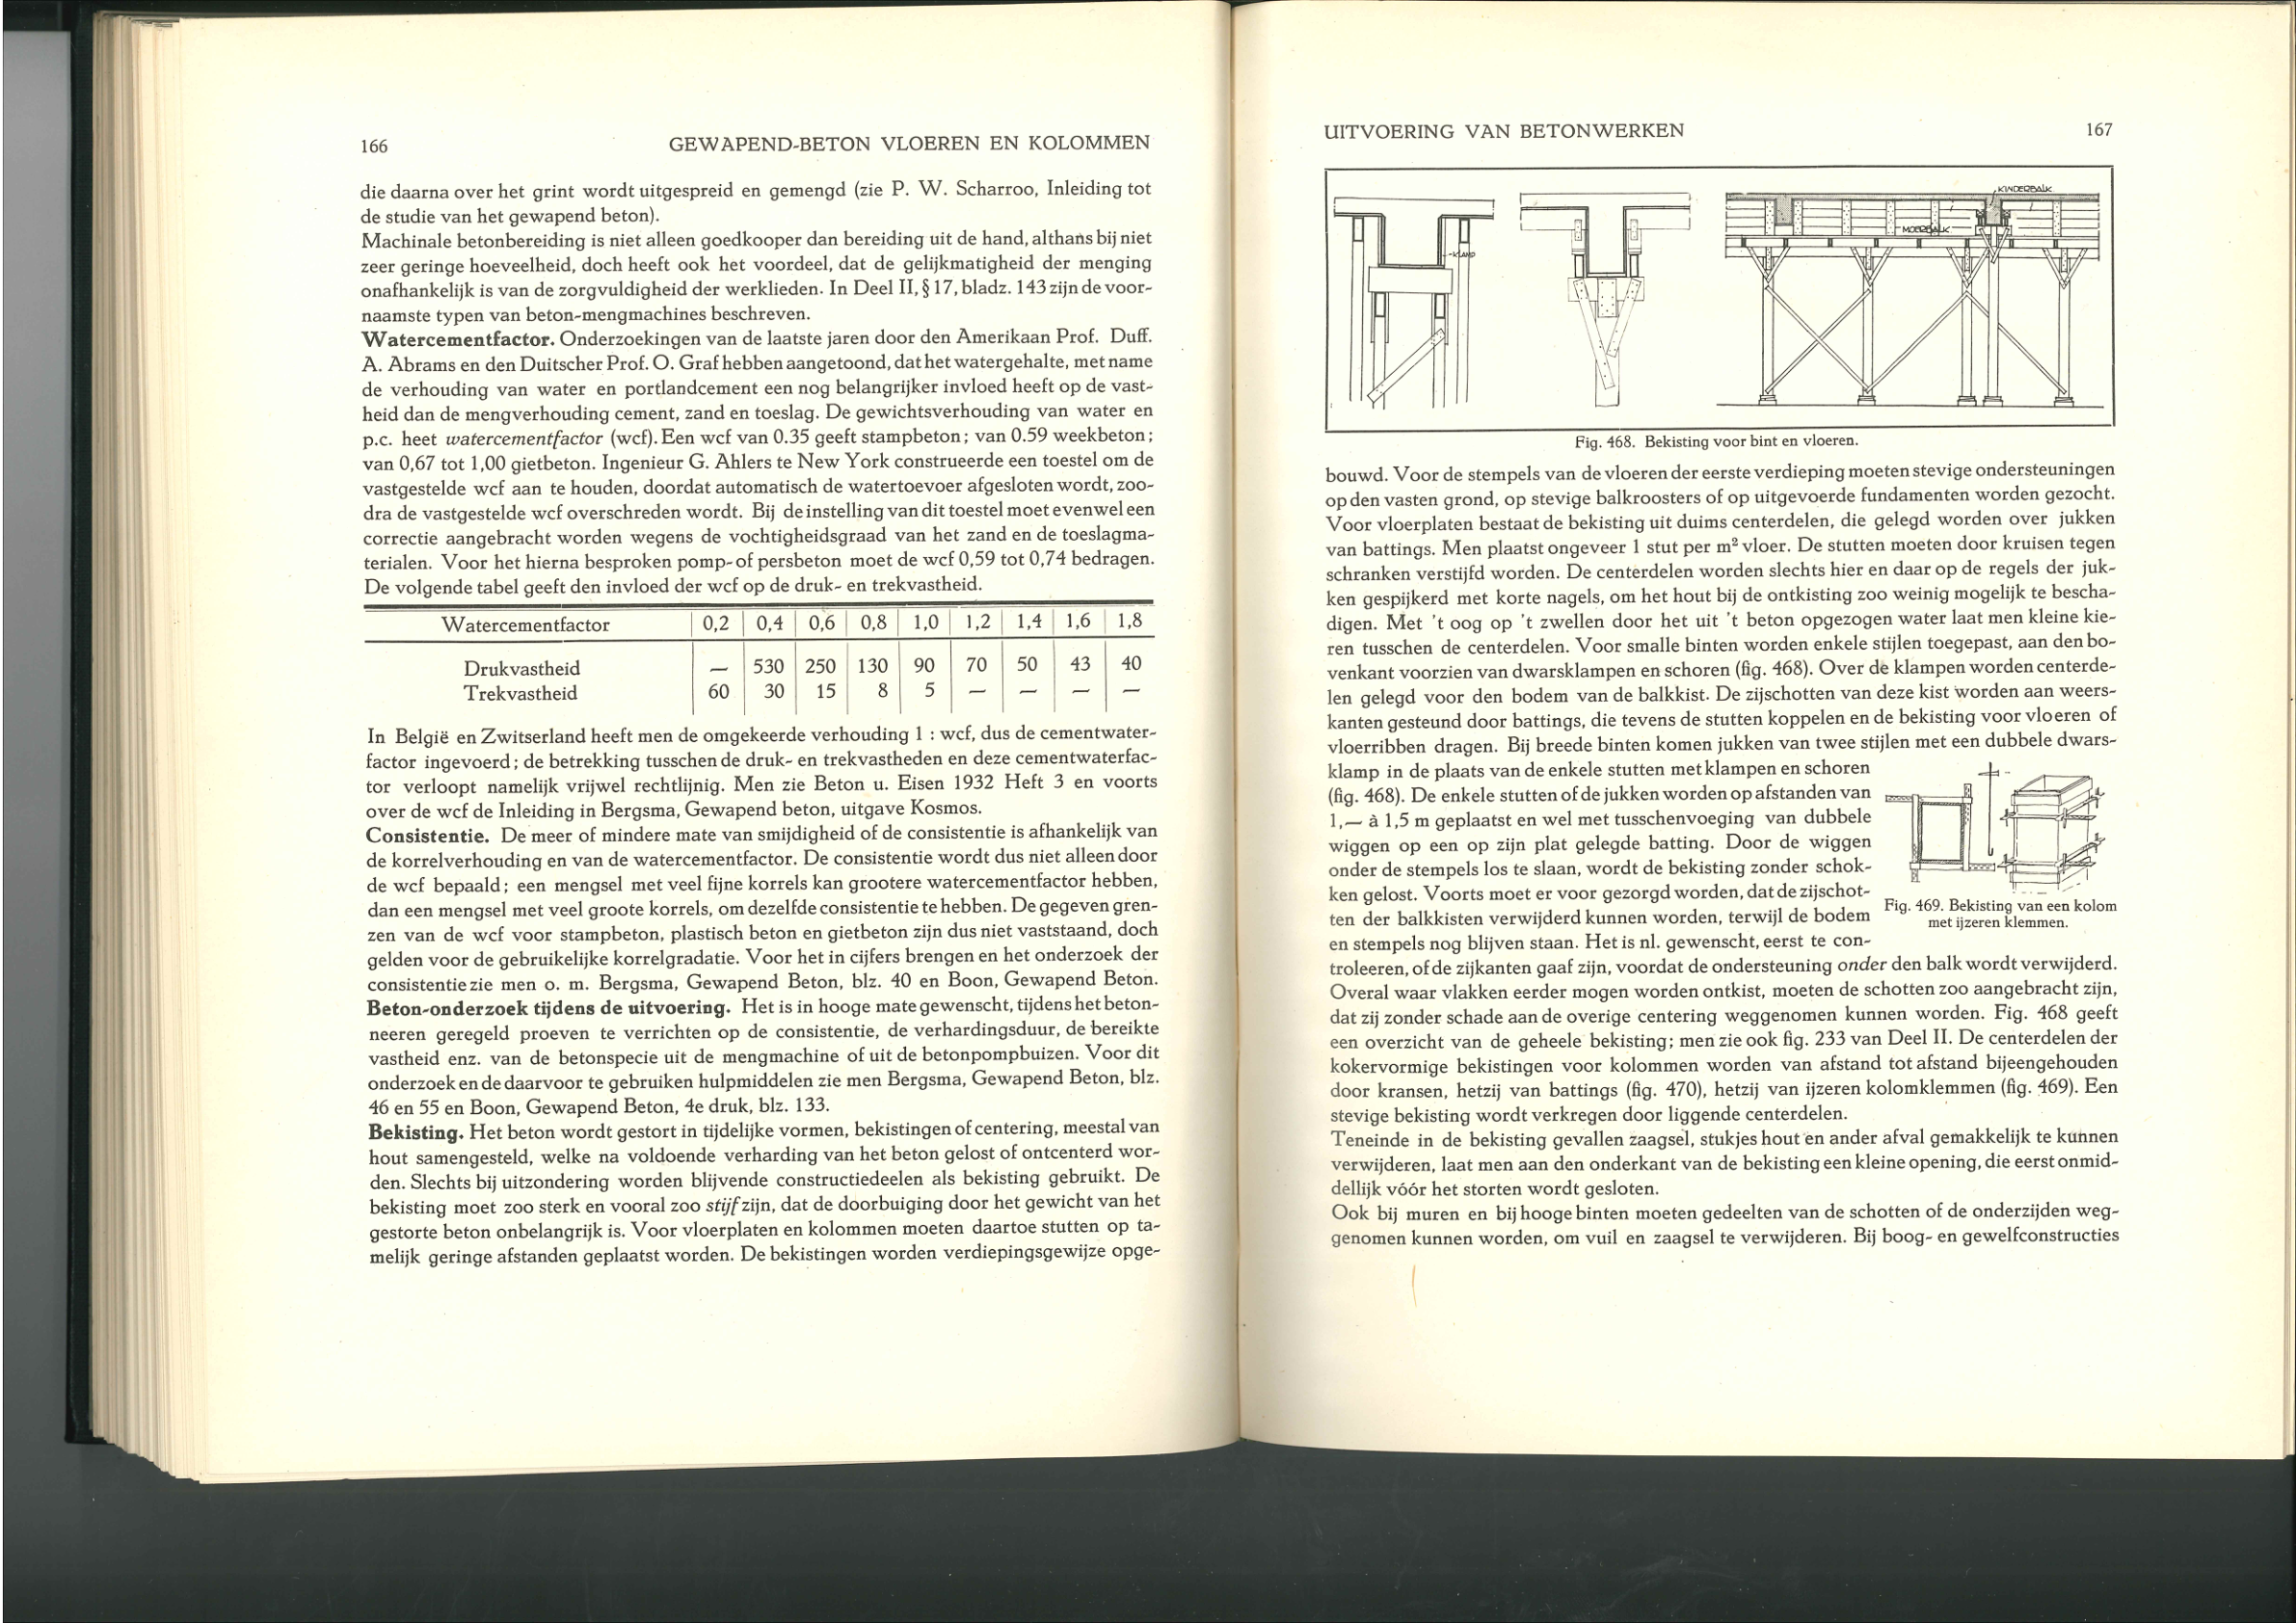 166 GEWAPEND-BETON VLOEREN EN KOLOMMEN
die daarna over het grint wordt uitgespreid en gemengd (zie P. W. Scharroo, Inleiding tot
de studie van het gewapend beton).
Machinale betonbereiding is niet alleen goedkooper dan bereiding uit de hand, althans bij niet
zeer geringe hoeveelheid, doch heeft ook het voordeel, dat de gelijkmatigheid der menging
onafhankelijk is van de zorgvuldigheid der werklieden. In Deel II, § 17, bladz. 143 zijn de voor-
naamste typen van beton-mengmachines beschreven.
Watercementfactor. Onderzoekingen van de laatste jaren door den Amerikaan Prof. Duff.
A. Abrams en den Duitscher Prof. O. Graf hebben aangetoond, dat het watergehalte, met name
de verhouding van water en portlandcement een nog belangrijker invloed heeft op de vast-
heid dan de mengverhouding cement, zand en toeslag. De gewichtsverhouding van water en
p.c. heet watercementfactor (wcf). Een wcf van 0.35 geeft stampbeton; van 0.59 weekbeton;
van 0,67 tot 1,00 gietbeton. Ingenieur G. Ahlers te New York construeerde een toestel om de
vastgestelde wcf aan te houden, doordat automatisch de watertoevoer afgesloten wordt, zoo-
dra de vastgestelde wcf overschreden wordt. Bij de instelling van dit toestel moet evenwel een
correctie aangebracht worden wegens de vochtigheidsgraad van het zand en de toeslagma-
terialen. Voor het hierna besproken pomp- of persbeton moet de wcf 0,59 tot 0,74 bedragen.
De volgende tabel geeft den invloed der wcf op de druk- en trekvastheid.
Watercementfactor 0,2 0,4 0,6 0,8 1,0 1,2 1,4 1,6 1,8
Drukvastheid — 530 250 130 90 70 50 43 40
Trekvastheid 60 30 15 8 5 — — — —
In België en Zwitserland heeft men de omgekeerde verhouding 1 : wcf, dus de cementwater-
factor ingevoerd; de betrekking tusschen de druk- en trekvastheden en deze cementwaterfac-
tor verloopt namelijk vrijwel rechtlijnig. Men zie Beton u. Eisen 1932 Heft 3 en voorts
over de wcf de Inleiding in Bergsma, Gewapend beton, uitgave Kosmos.
Consistentie. De meer of mindere mate van smijdigheid of de consistentie is afhankelijk van
de korrelverhouding en van de watercementfactor. De consistentie wordt dus niet alleen door
de wcf bepaald; een mengsel met veel fijne korrels kan grootere watercementfactor hebben,
dan een mengsel met veel groote korrels, om dezelfde consistentie te hebben. De gegeven gren-
zen van de wcf voor stampbeton, plastisch beton en gietbeton zijn dus niet vaststaand, doch
gelden voor de gebruikelijke korrelgradatie. Voor het in cijfers brengen en het onderzoek der
consistentie zie men o. m. Bergsma, Gewapend Beton, blz. 40 en Boon, Gewapend Beton.
Beton-onderzoek tijdens de uitvoering. Het is in hooge mate gewenscht, tijdens het beton-
neeren geregeld proeven te verrichten op de consistentie, de verhardingsduur, de bereikte
vastheid enz. van de betonspecie uit de mengmachine of uit de betonpompbuizen. Voor dit
onderzoek en de daarvoor te gebruiken hulpmiddelen zie men Bergsma, Gewapend Beton, blz.
46 en 55 en Boon, Gewapend Beton, 4e druk, blz. 133.
Bekisting. Het beton wordt gestort in tijdelijke vormen, bekistingen of centering, meestal van
hout samengesteld, welke na voldoende verharding van het beton gelost of ontcenterd wor-
den. Slechts bij uitzondering worden blijvende constructiedeelen als bekisting gebruikt. De
bekisting moet zoo sterk en vooral zoo stijf zijn, dat de doorbuiging door het gewicht van het
gestorte beton onbelangrijk is. Voor vloerplaten en kolommen moeten daartoe stutten op ta-
melijk geringe afstanden geplaatst worden. De bekistingen worden verdiepingsgewijze opge-
UITVOERING VAN BETONWERKEN 167
KLAMP
KINDERBALK
MOERBALK
Fig. 468. Bekisting voor bint en vloeren.
bouwd. Voor de stempels van de vloeren der eerste verdieping moeten stevige ondersteuningen
op den vasten grond, op stevige balkroosters of op uitgevoerde fundamenten worden gezocht.
Voor vloerplaten bestaat de bekisting uit duims centerdelen, die gelegd worden over jukken
van battings. Men plaatst ongeveer 1 stut per m² vloer. De stutten moeten door kruisen tegen
schranken verstijfd worden. De centerdelen worden slechts hier en daar op de regels der juk-
ken gespijkerd met korte nagels, om het hout bij de ontkisting zoo weinig mogelijk te bescha-
digen. Met 't oog op 't zwellen door het uit 't beton opgezogen water laat men kleine kie-
ren tusschen de centerdelen. Voor smalle binten worden enkele stijlen toegepast, aan den bo-
venkant voorzien van dwarsklampen en schoren (fig. 468). Over de klampen worden centerde-
len gelegd voor den bodem van de balkkist. De zijschotten van deze kist worden aan weers-
kanten gesteund door battings, die tevens de stutten koppelen en de bekisting voor vloeren of
vloerribben dragen. Bij breede binten komen jukken van twee stijlen met een dubbele dwars-
klamp in de plaats van de enkele stutten met klampen en schoren
(fig. 468). De enkele stutten of de jukken worden op afstanden van
1,— à 1,5 m geplaatst en wel met tusschenvoeging van dubbele
wiggen op een op zijn plat gelegde batting. Door de wiggen
onder de stempels los te slaan, wordt de bekisting zonder schok-
ken gelost. Voorts moet er voor gezorgd worden, dat de zijschot-
ten der balkkisten verwijderd kunnen worden, terwijl de bodem
en stempels nog blijven staan. Het is nl. gewenscht, eerst te con-
Fig. 469. Bekisting van een kolom
met ijzeren klemmen.
troleeren, of de zijkanten gaaf zijn, voordat de ondersteuning onder den balk wordt verwijderd.
Overal waar vlakken eerder mogen worden ontkist, moeten de schotten zoo aangebracht zijn,
dat zij zonder schade aan de overige centering weggenomen kunnen worden. Fig. 468 geeft
een overzicht van de geheele bekisting; men zie ook fig. 233 van Deel II. De centerdelen der
kokervormige bekistingen voor kolommen worden van afstand tot afstand bijeengehouden
door kransen, hetzij van battings (fig. 470), hetzij van ijzeren kolomklemmen (fig. 469). Een
stevige bekisting wordt verkregen door liggende centerdelen.
Teneinde in de bekisting gevallen zaagsel, stukjes hout en ander afval gemakkelijk te kunnen
verwijderen, laat men aan den onderkant van de bekisting een kleine opening, die eerst onmid-
dellijk vóór het storten wordt gesloten.
Ook bij muren en bij hooge binten moeten gedeelten van de schotten of de onderzijden weg-
genomen kunnen worden, om vuil en zaagsel te verwijderen. Bij boog- en gewelfconstructies